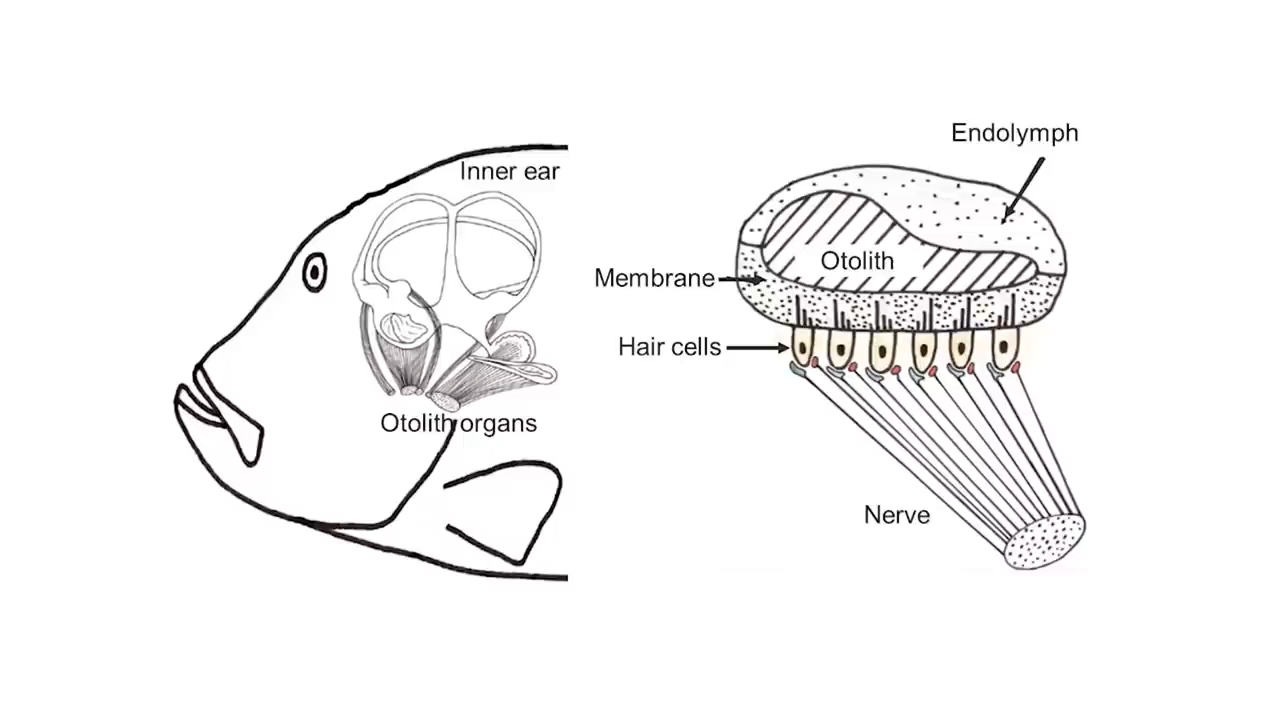 Inner ear
Otolith organs
Endolymph
Otolith
Membrane
Hair cells
Nerve